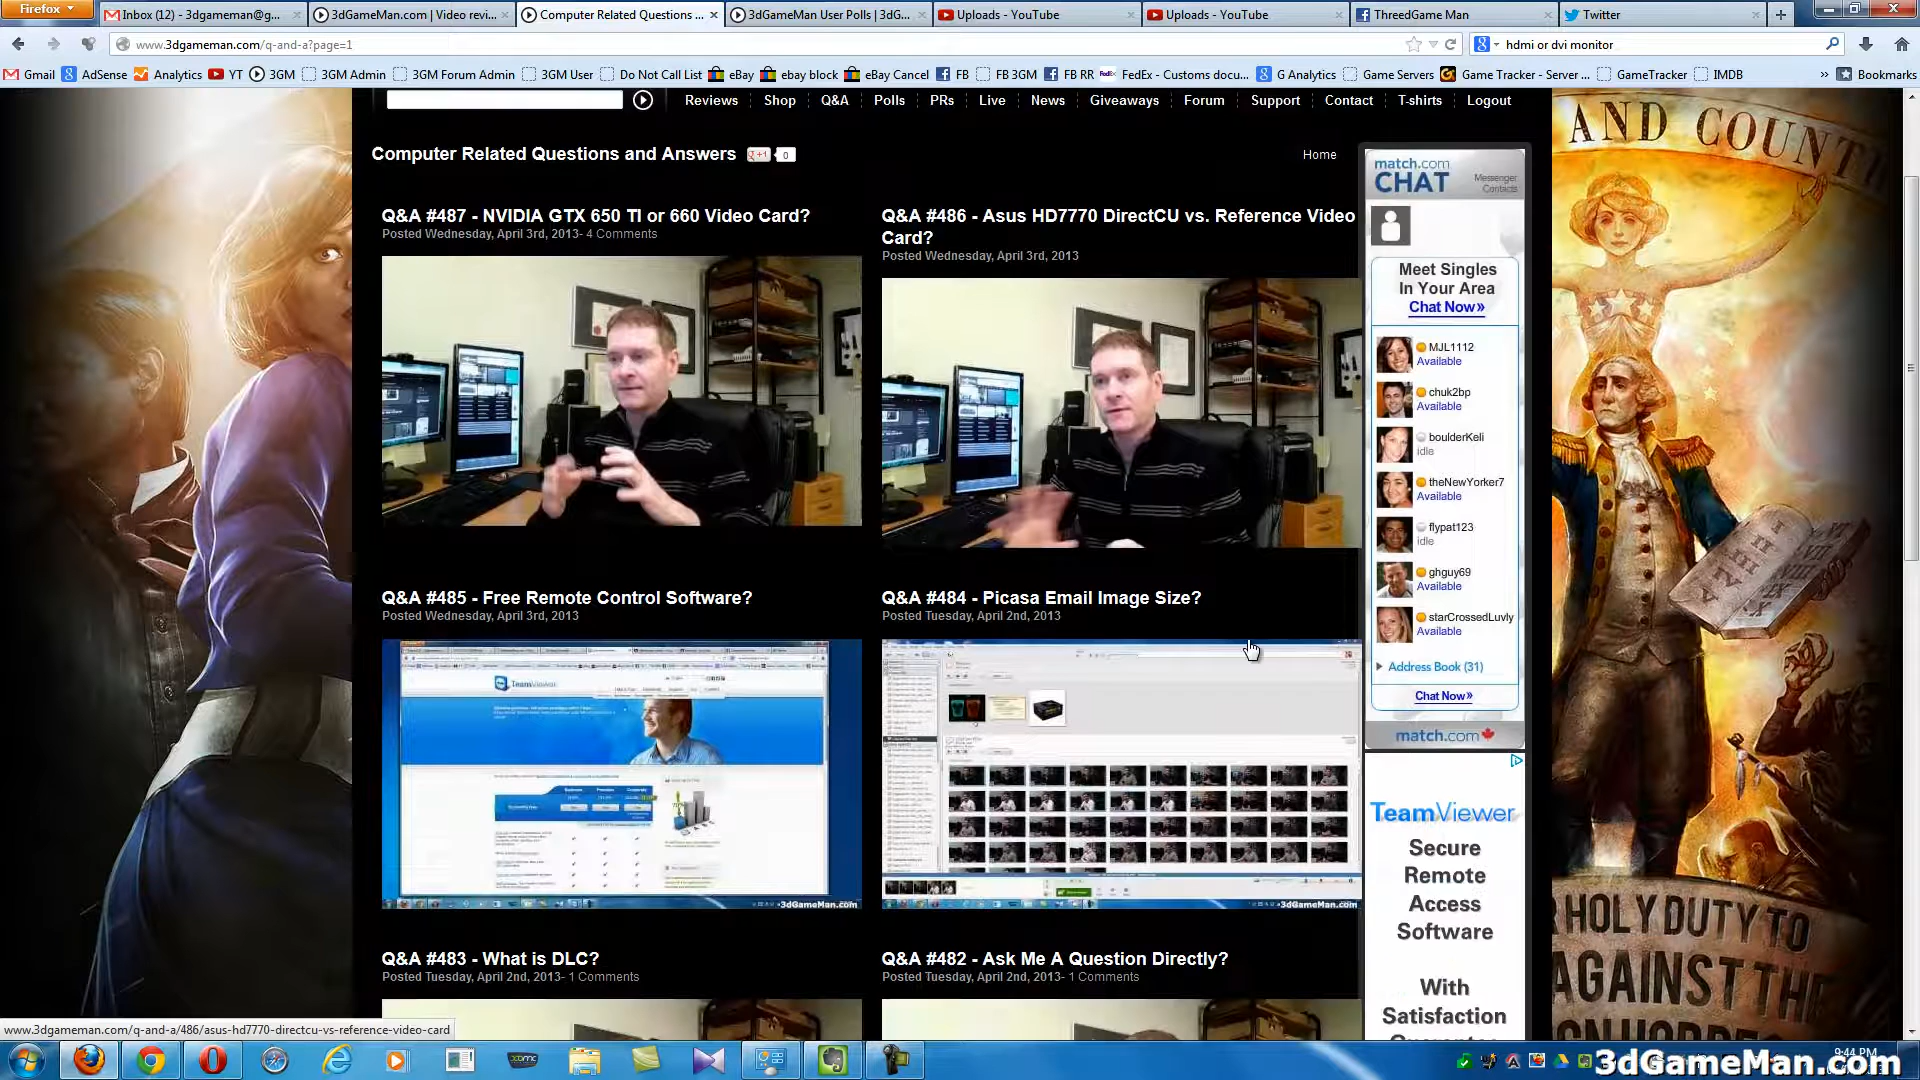 Firefox
Inbox (12) - 3dgameman@g...
3dGameMan.com | Video revi...
Computer Related Questions ...
3dGameMan User Polls | 3dG...
Uploads - YouTube
Uploads - YouTube
ThreedGame Man
Twitter
www.3dgameman.com/q-and-a?page=1
hdmi or dvi monitor
Gmail
AdSense
Analytics
YT
3GM
3GM Admin
3GM Forum Admin
3GM User
Do Not Call List
eBay
ebay block
eBay Cancel
FB
FB 3GM
FB RR
FedEx - Customs docu...
G Analytics
Game Servers
Game Tracker - Server ...
GameTracker
IMDB
Bookmarks
Reviews
Shop
Q&A
Polls
PRs
Live
News
Giveaways
Forum
Support
Contact
T-shirts
Logout
Computer Related Questions and Answers
+1
0
Home
Q&A #487 - NVIDIA GTX 650 TI or 660 Video Card?
Posted Wednesday, April 3rd, 2013- 4 Comments
Q&A #486 - Asus HD7770 DirectCU vs. Reference Video
Card?
Posted Wednesday, April 3rd, 2013
Q&A #485 - Free Remote Control Software?
Posted Wednesday, April 3rd, 2013
TeamViewer
3dGameMan.com
Q&A #484 - Picasa Email Image Size?
Posted Tuesday, April 2nd, 2013
3dGameMan.com
Q&A #483 - What is DLC?
Posted Tuesday, April 2nd, 2013- 1 Comments
Q&A #482 - Ask Me A Question Directly?
Posted Tuesday, April 2nd, 2013- 1 Comments
match.com
CHAT
Messenger
Contacts
Meet Singles
In Your Area
Chat Now»
MJL1112
Available
chuk2bp
Available
boulderKeli
idle
theNewYorker7
Available
flypat123
idle
ghguy69
Available
starCrossedLuvly
Available
Address Book (31)
Chat Now»
match.com
TeamViewer
Secure
Remote
Access
Software
With
Satisfaction
AND COUNT
HOLY DUTY TO
AGAINST THE
www.3dgameman.com/q-and-a/486/asus-hd7770-directcu-vs-reference-video-card
xbmc
9:44 PM
3dGameMan.com